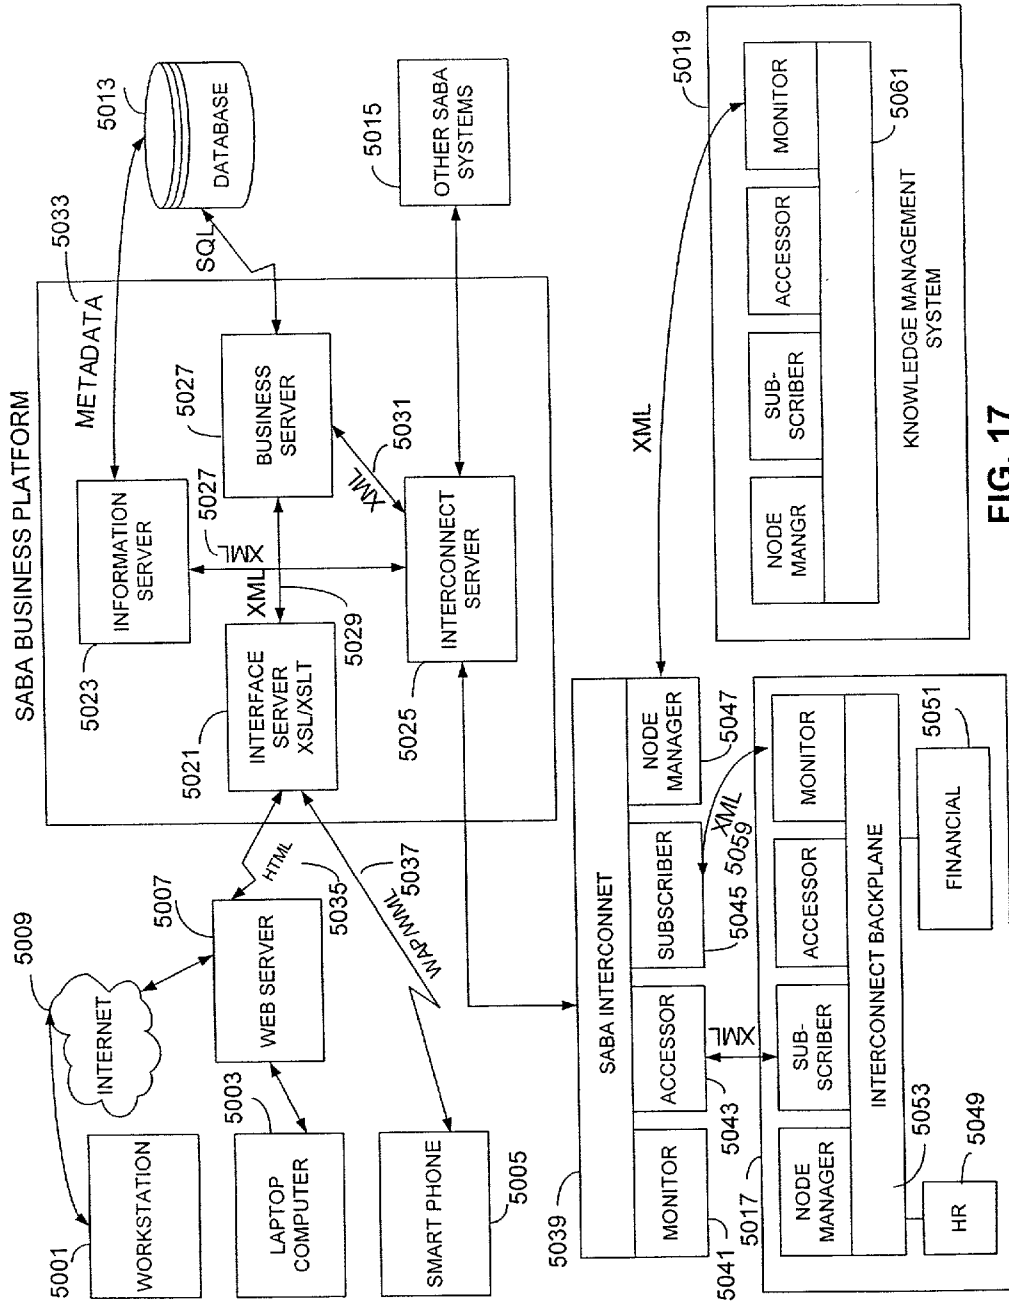 SABA BUSINESS PLATFORM
5009
INTERNET
5001
WORKSTATION
5007
WEB SERVER
5003
LAPTOP
COMPUTER
SMART PHONE
5005
HTML
5035
5037
WAP/WML
5023
INFORMATION
SERVER
METADATA
5033
5013
DATABASE
SQL
5027
XML
5027
BUSINESS
SERVER
5021
INTERFACE
SERVER
XSL/XSLT
XML
5029
XML
5031
5025
INTERCONNECT
SERVER
5015
OTHER SABA
SYSTEMS
5039
SABA INTERCONNET
MONITOR
5041
ACCESSOR
5043
SUBSCRIBER
5045
NODE
MANAGER
5047
XML
XML
5059
XML
5017
NODE
MANAGER
SUB-
SCRIBER
ACCESSOR
MONITOR
INTERCONNECT BACKPLANE
5053
HR
5049
FINANCIAL
5051
5019
NODE
MANGR
SUB-
SCRIBER
ACCESSOR
MONITOR
5061
KNOWLEDGE MANAGEMENT
SYSTEM
FIG. 17